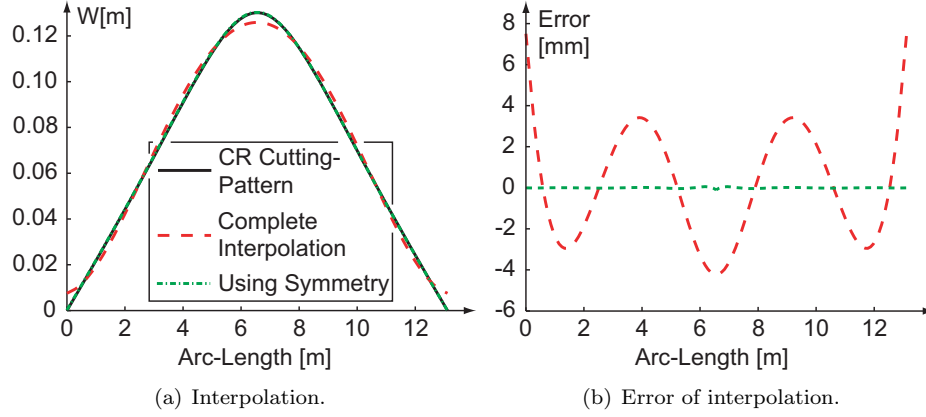 W[m]
0.12
0.10
0.08
0.06
0.04
0.02
0
0 2 4 6 8 10 12
Arc-Length [m]
CR Cutting-
Pattern
Complete
Interpolation
Using Symmetry
(a) Interpolation.
Error
[mm]
8
6
4
2
0
-2
-4
-6
0 2 4 6 8 10 12
Arc-Length [m]
(b) Error of interpolation.